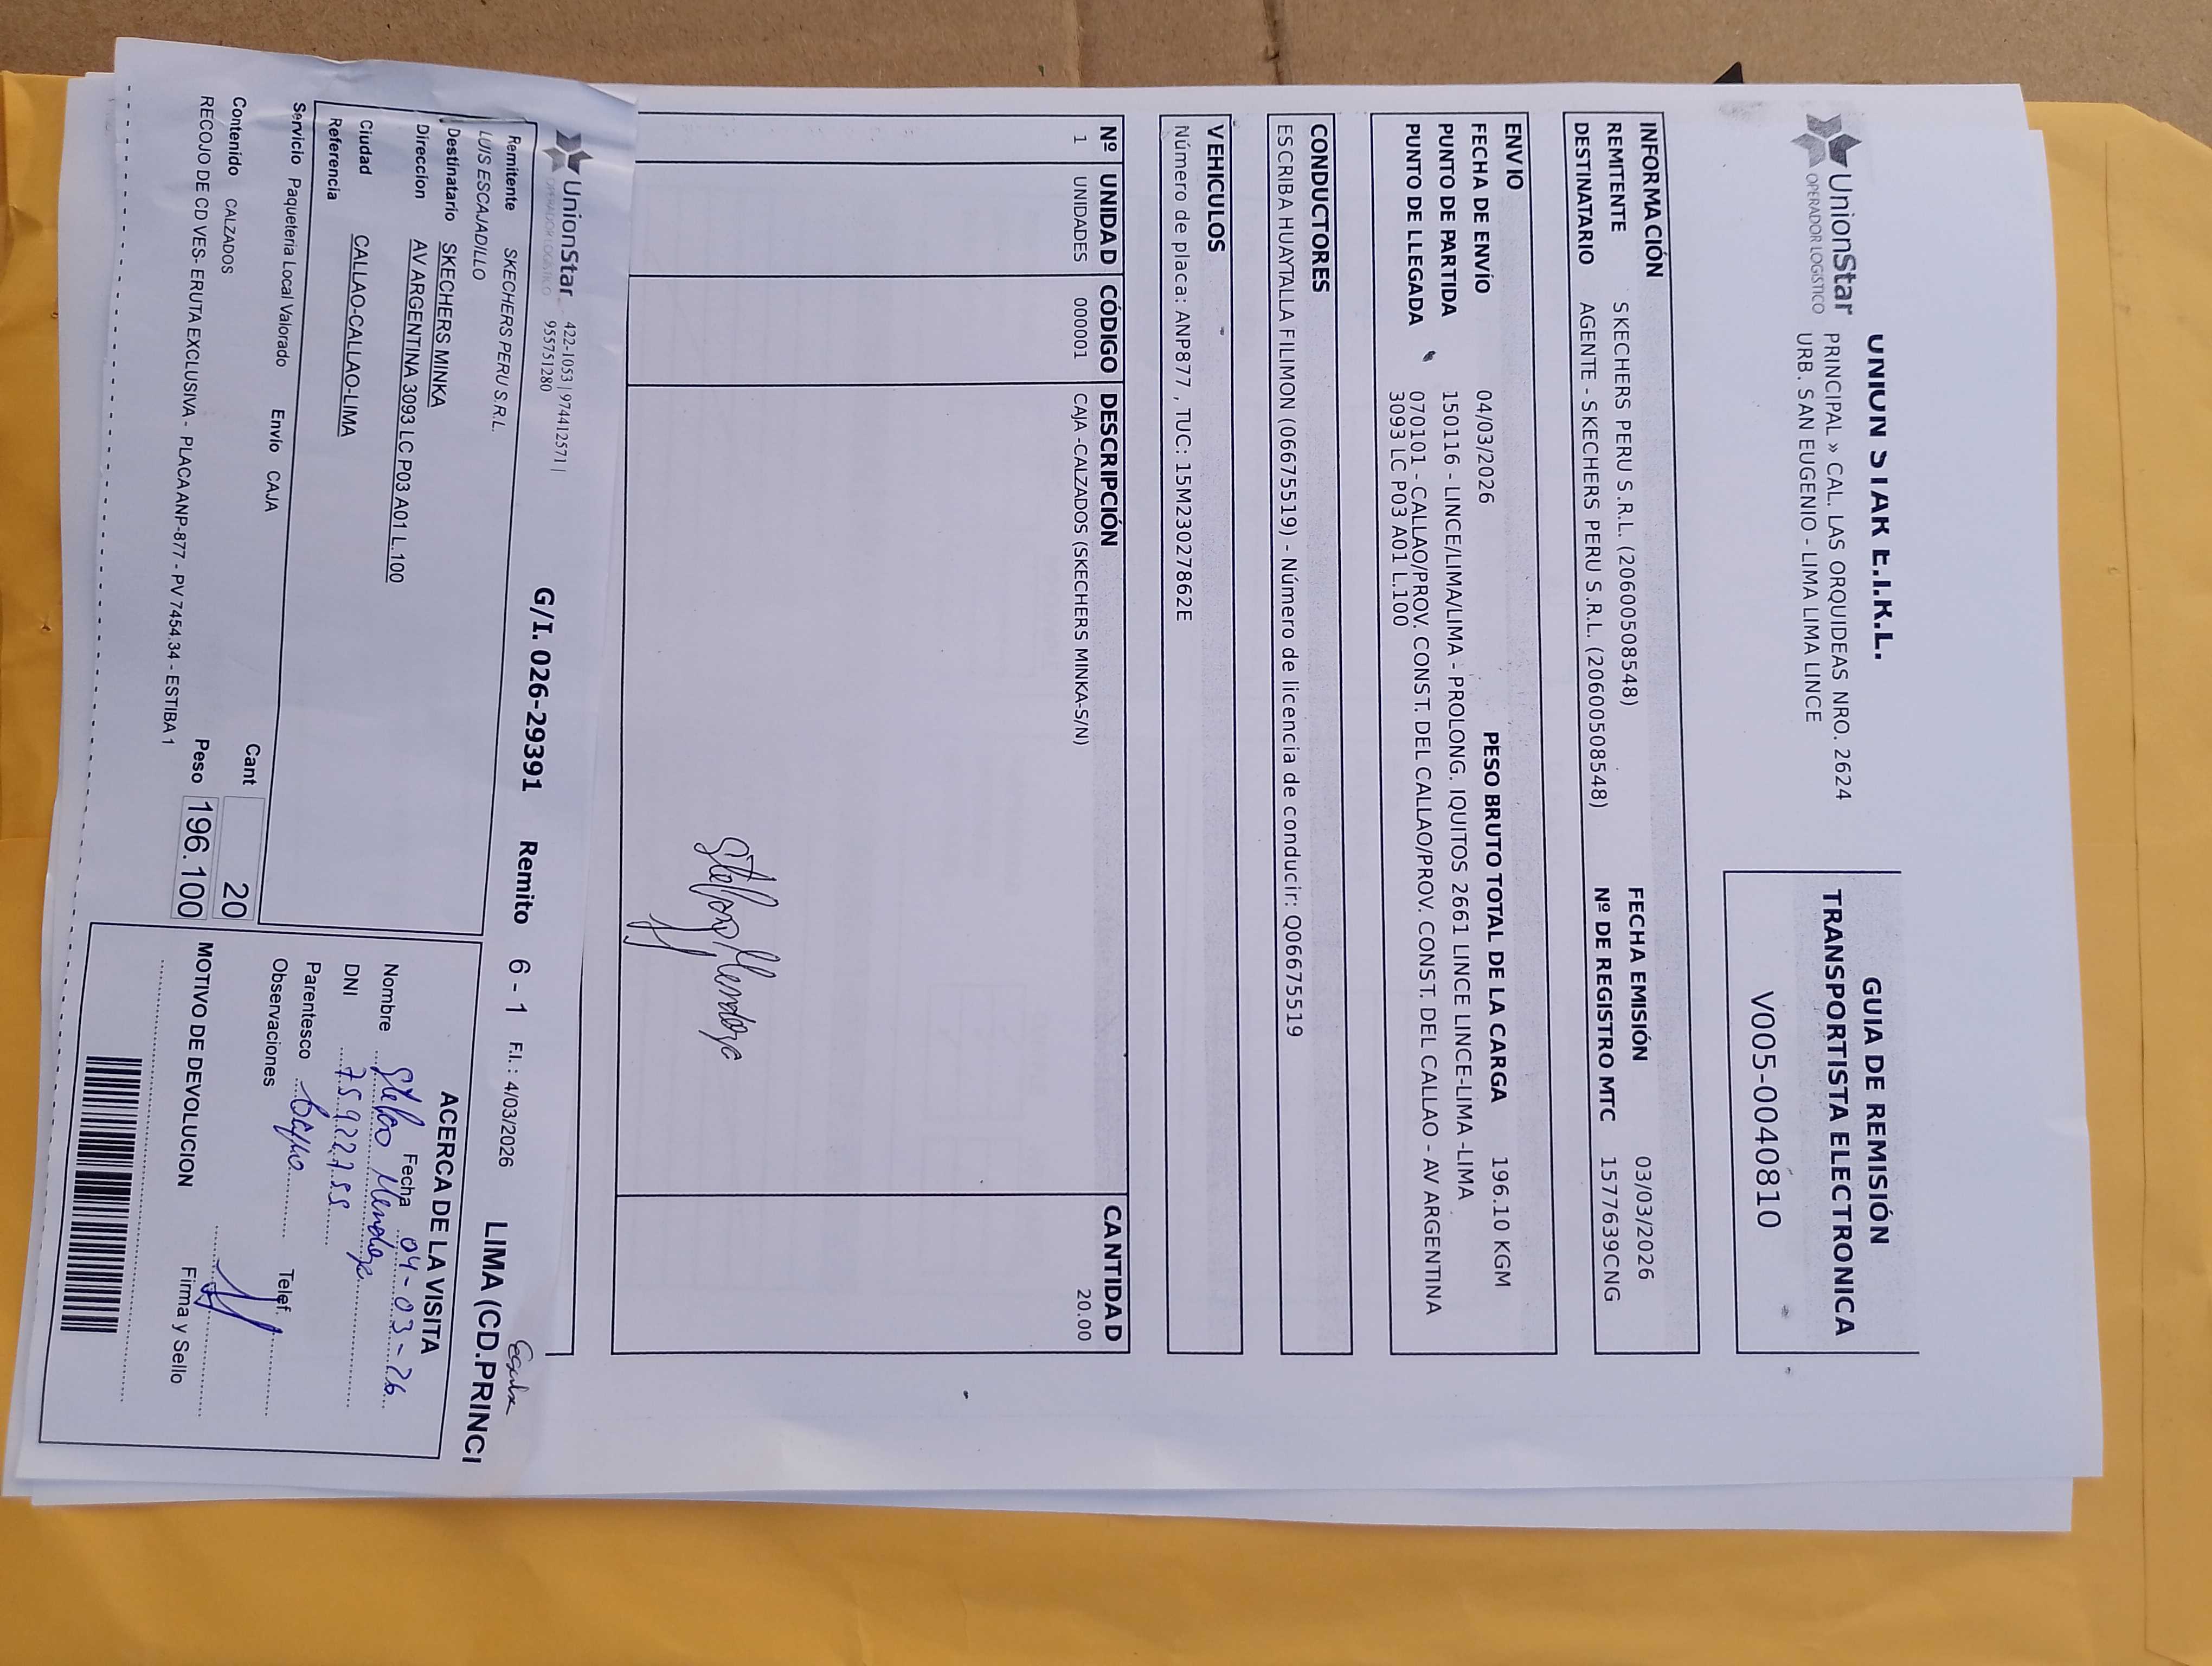 UNION STAR E.I.R.L.
UnionStar
OPERADOR LOGISTICO
PRINCIPAL » CAL. LAS ORQUIDEAS NRO. 2624
URB. SAN EUGENIO - LIMA LIMA LINCE
GUIA DE REMISIÓN
TRANSPORTISTA ELECTRONICA
V005-0040810
INFORMACIÓN
REMITENTE SKECHERS PERU S.R.L. (20600508548) FECHA EMISIÓN 03/03/2026
DESTINATARIO AGENTE - SKECHERS PERU S.R.L. (20600508548) Nº DE REGISTRO MTC 1577639CNG
ENVIO
FECHA DE ENVÍO 04/03/2026 PESO BRUTO TOTAL DE LA CARGA 196.10 KGM
PUNTO DE PARTIDA 150116 - LINCE/LIMA/LIMA - PROLONG. IQUITOS 2661 LINCE LINCE-LIMA -LIMA
PUNTO DE LLEGADA 070101 - CALLAO/PROV. CONST. DEL CALLAO/PROV. CONST. DEL CALLAO - AV ARGENTINA
3093 LC P03 A01 L.100
CONDUCTORES
ESCRIBA HUAYTALLA FILIMON (06675519) - Número de licencia de conducir: Q06675519
VEHICULOS
Número de placa: ANP877 , TUC: 15M23027862E
Nº UNIDAD CÓDIGO DESCRIPCIÓN CANTIDAD
1 UNIDADES 000001 CAJA -CALZADOS (SKECHERS MINKA-S/N) 20.00
UnionStar
OPERADOR LOGISTICO
422-1053 | 974412571 |
955751280
G/I. 026-29391 Remito 6 - 1 F.I.: 4/03/2026 LIMA (CD.PRINCI
Remitente SKECHERS PERU S.R.L.
LUIS ESCAJADILLO
Destinatario SKECHERS MINKA
Direccion AV ARGENTINA 3093 LC P03 A01 L.100
Ciudad CALLAO-CALLAO-LIMA
Referencia
Servicio Paqueteria Local Valorado Envío CAJA
Contenido CALZADOS Cant 20
RECOJO DE CD VES- ERUTA EXCLUSIVA - PLACA ANP-877 - PV 7454.34 - ESTIBA 1
Peso 196.100
ACERCA DE LA VISITA
Fecha 04-03-26
Nombre
DNI
Parentesco
Observaciones Telef.
MOTIVO DE DEVOLUCION Firma y Sello